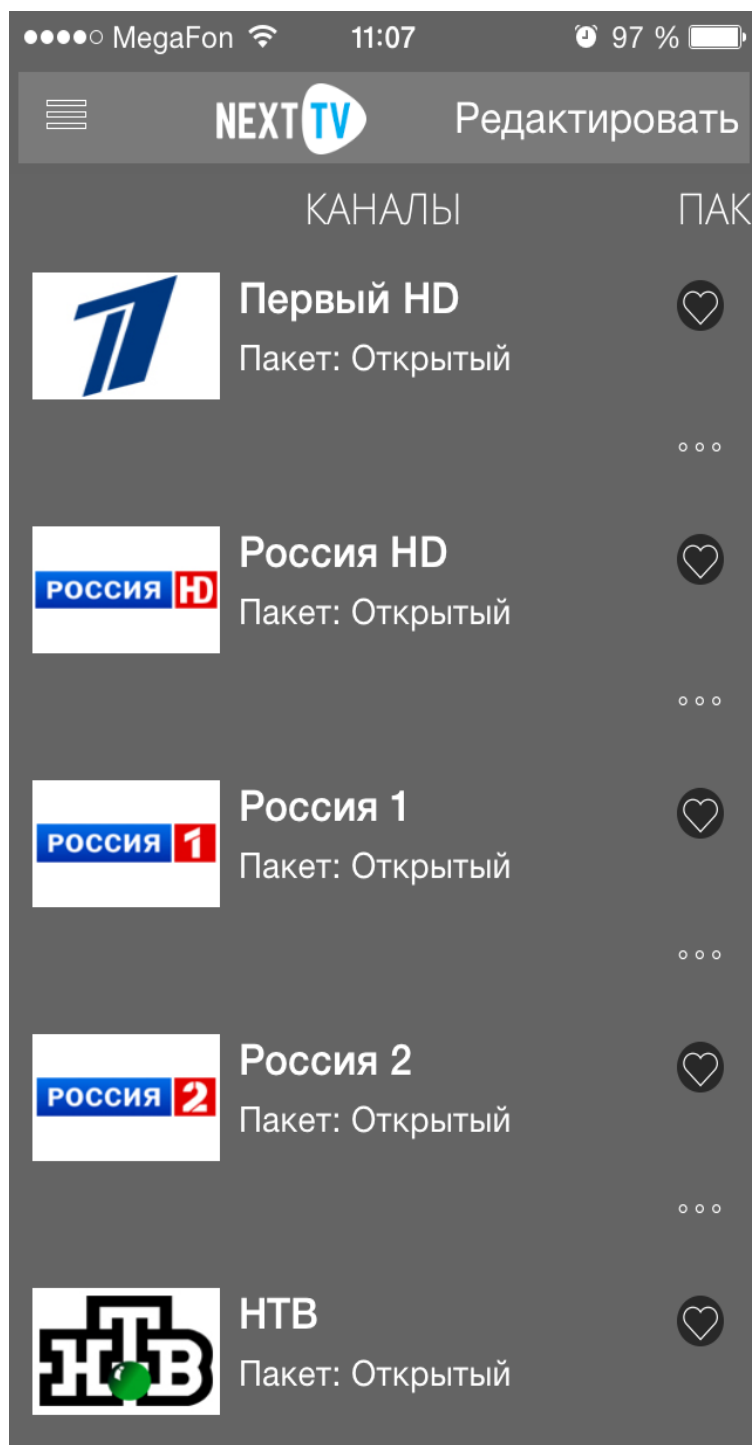 MegaFon 11:07 97 %
NEXT TV Редактировать
КАНАЛЫ ПАК
Первый HD
Пакет: Открытый
РОССИЯ HD
Россия HD
Пакет: Открытый
РОССИЯ 1
Россия 1
Пакет: Открытый
РОССИЯ 2
Россия 2
Пакет: Открытый
НТВ
НТВ
Пакет: Открытый